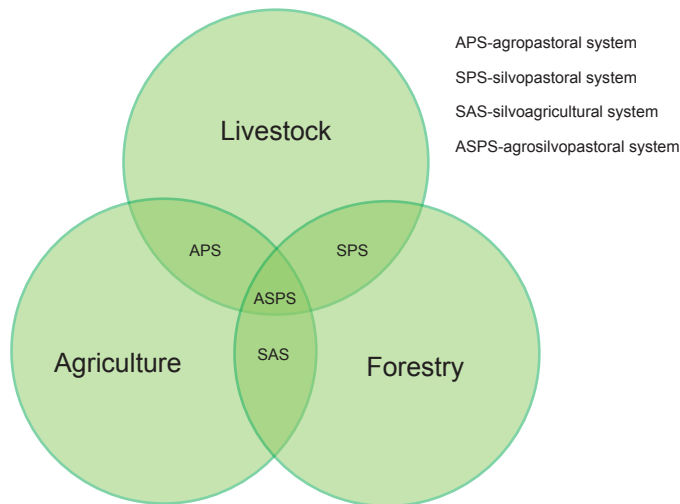 APS-agropastoral system
SPS-silvopastoral system
SAS-silvoagricultural system
ASPS-agrosilvopastoral system
Livestock
APS
SPS
ASPS
SAS
Agriculture
Forestry